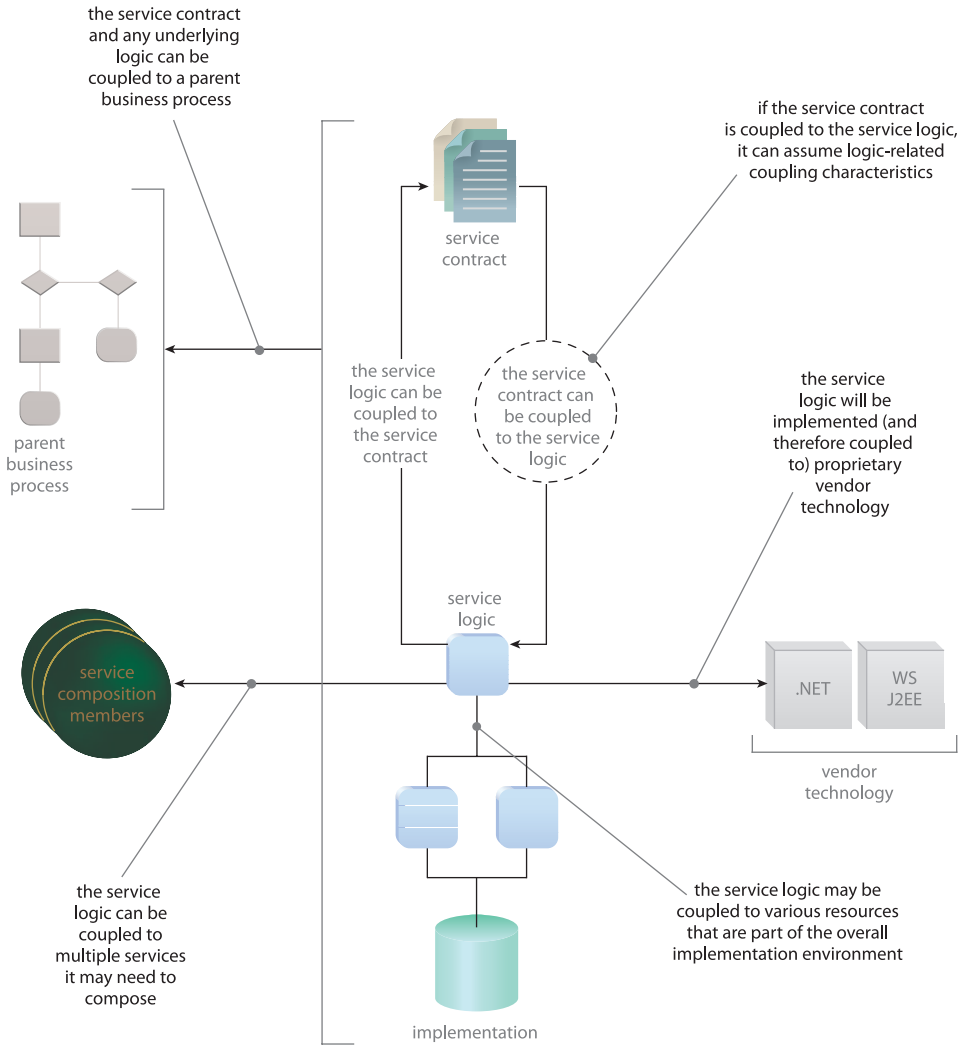 the service contract
and any underlying
logic can be
coupled to a parent
business process
if the service contract
is coupled to the service logic,
it can assume logic-related
coupling characteristics
service
contract
the service
logic can be
coupled to
the service
contract
the service
contract can
be coupled
to the service
logic
the service
logic will be
implemented (and
therefore coupled
to) proprietary
vendor
technology
parent
business
process
service
logic
service
composition
members
.NET
WS
J2EE
vendor
technology
the service
logic can be
coupled to
multiple services
it may need to
compose
the service logic may be
coupled to various resources
that are part of the overall
implementation environment
implementation